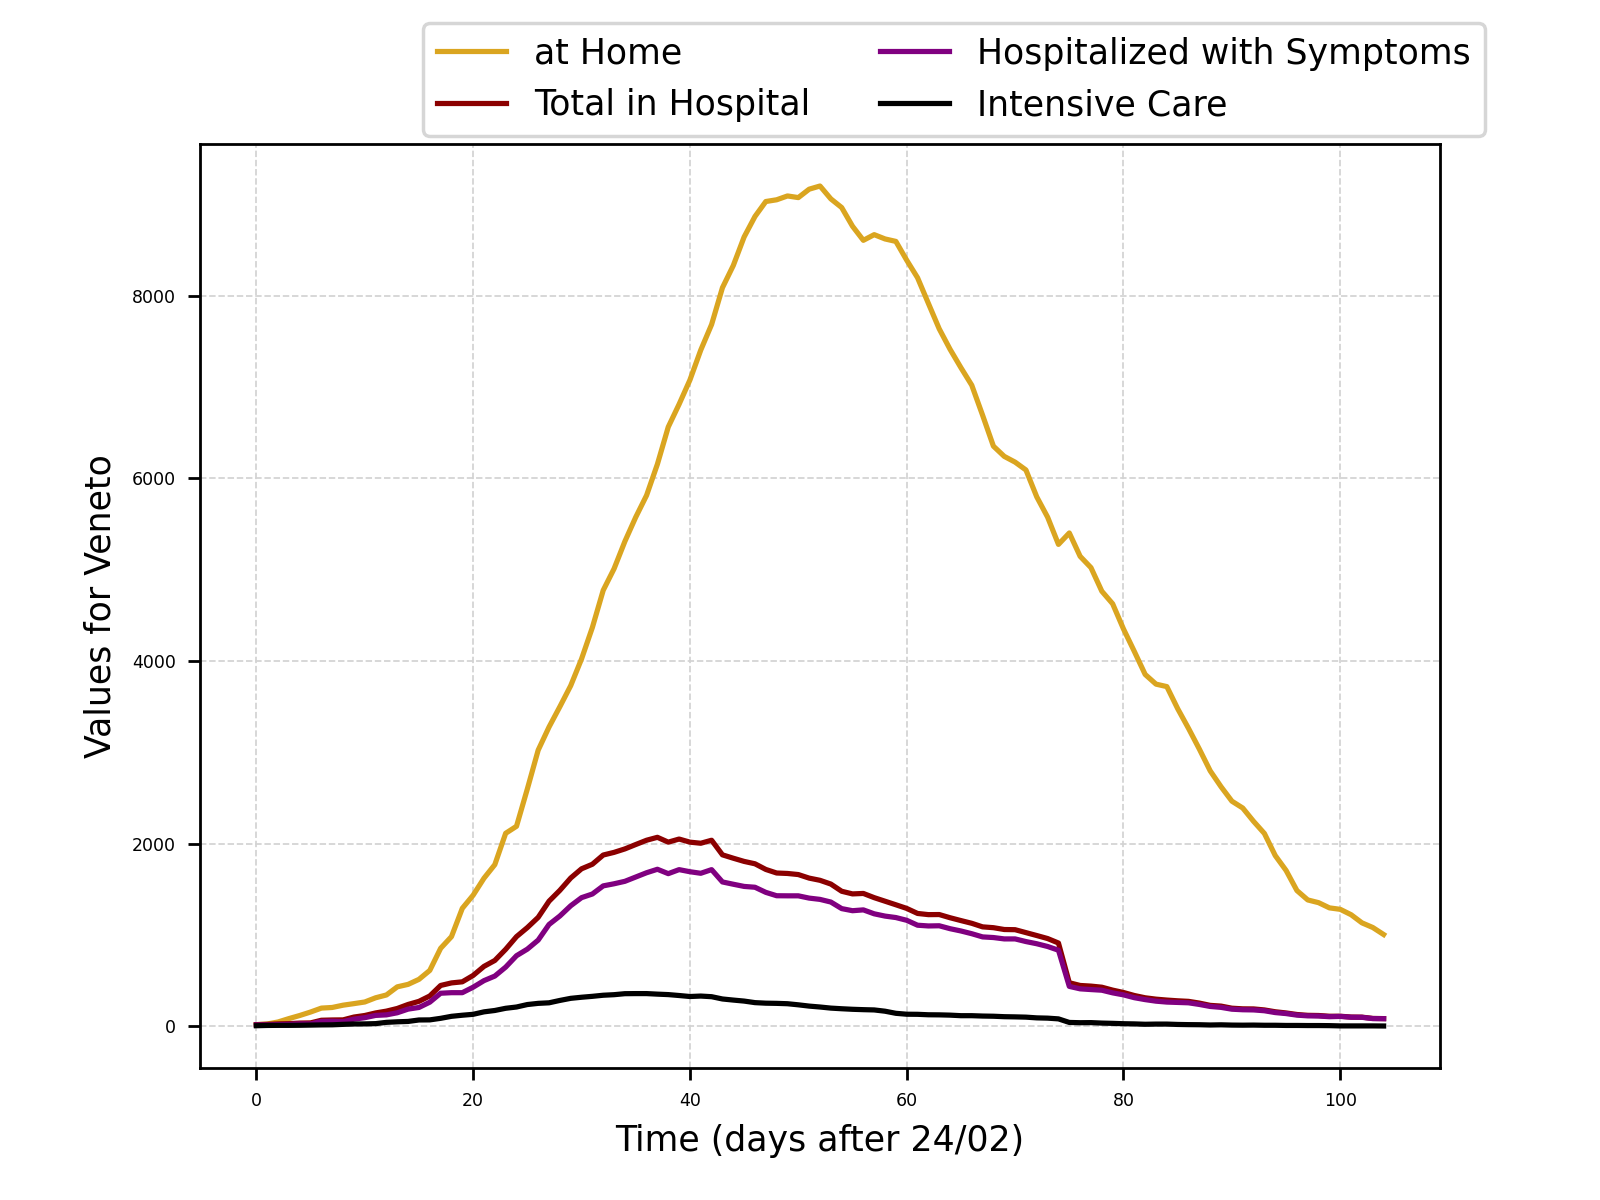 at Home
Total in Hospital
Hospitalized with Symptoms
Intensive Care
Values for Veneto
8000
6000
4000
2000
0
0 20 40 60 80 100
Time (days after 24/02)